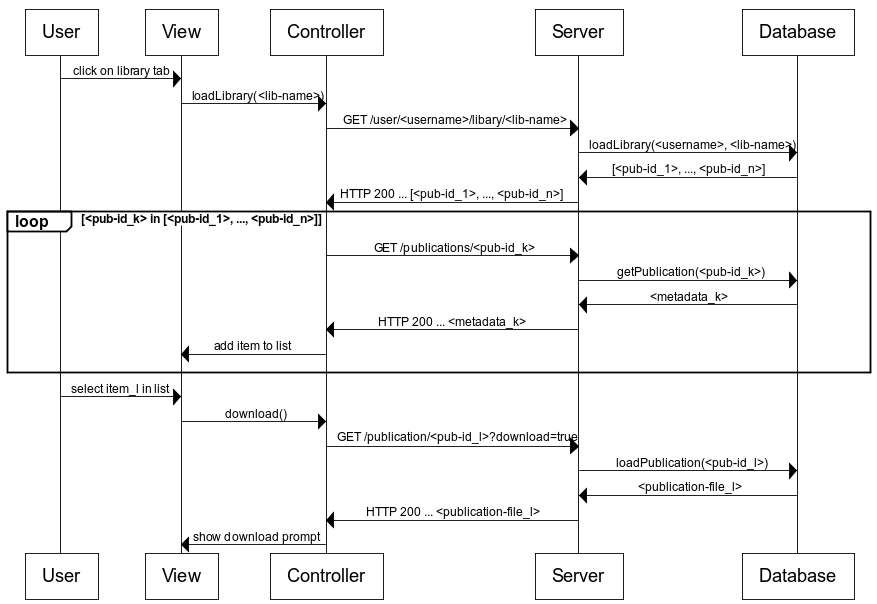 User View Controller Server Database
click on library tab
loadLibrary(<lib-name>)
GET /user/<username>/libary/<lib-name>
loadLibrary(<username>, <lib-name>)
[<pub-id_1>, ..., <pub-id_n>]
HTTP 200 ... [<pub-id_1>, ..., <pub-id_n>]
loop [<pub-id_k> in [<pub-id_1>, ..., <pub-id_n>]]
GET /publications/<pub-id_k>
getPublication(<pub-id_k>)
<metadata_k>
HTTP 200 ... <metadata_k>
add item to list
select item_l in list
download()
GET /publication/<pub-id_l>?download=true
loadPublication(<pub-id_l>)
<publication-file_l>
HTTP 200 ... <publication-file_l>
show download prompt
User View Controller Server Database